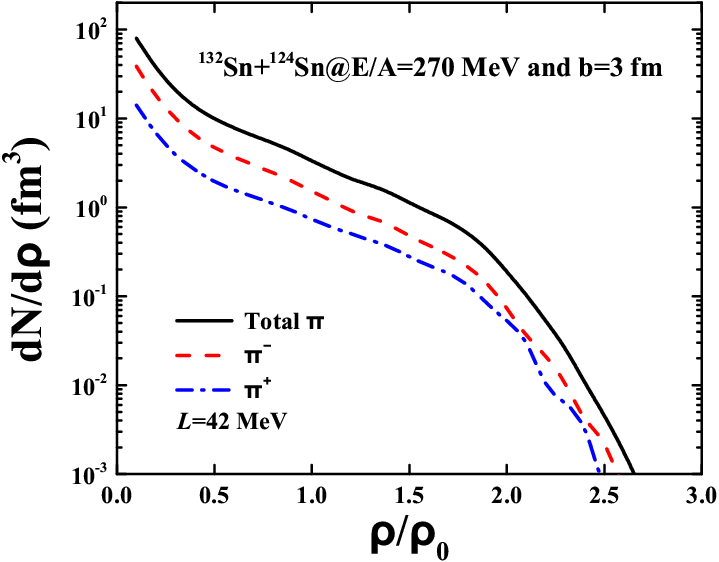 dN/dρ (fm³)
10²
10¹
10⁰
10⁻¹
10⁻²
10⁻³
¹³²Sn+¹²⁴Sn@E/A=270 MeV and b=3 fm
Total π
π⁻
π⁺
L=42 MeV
0.0 0.5 1.0 1.5 2.0 2.5 3.0
ρ/ρ₀